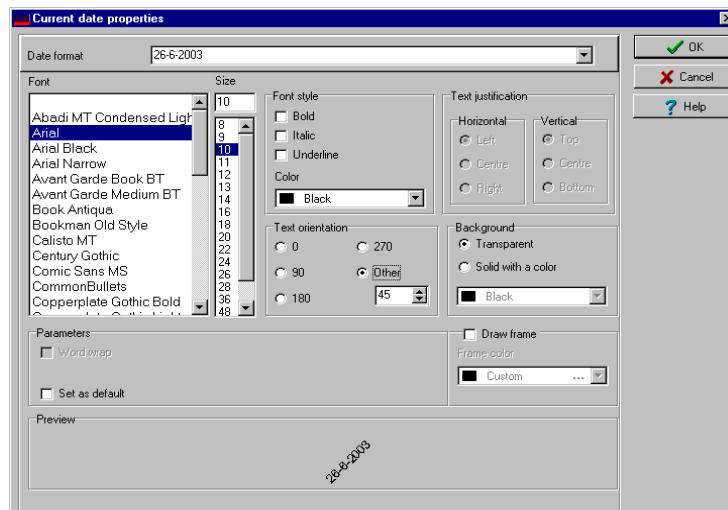 Current date properties
Date format
26-6-2003
OK
Cancel
Help
Font
Abadi MT Condensed Ligh
Arial
Arial Black
Arial Narrow
Avant Garde Book BT
Avant Garde Medium BT
Book Antiqua
Bookman Old Style
Calisto MT
Century Gothic
Comic Sans MS
CommonBullets
Copperplate Gothic Bold
Size
10
8
9
10
11
12
13
14
16
18
20
22
24
26
28
36
48
Font style
Bold
Italic
Underline
Color
Black
Text justification
Horizontal
Left
Centre
Right
Vertical
Top
Centre
Bottom
Text orientation
0
270
90
Other
180
45
Background
Transparent
Solid with a color
Black
Parameters
Word wrap
Set as default
Draw frame
Frame color
Custom ...
Preview
26-6-2003